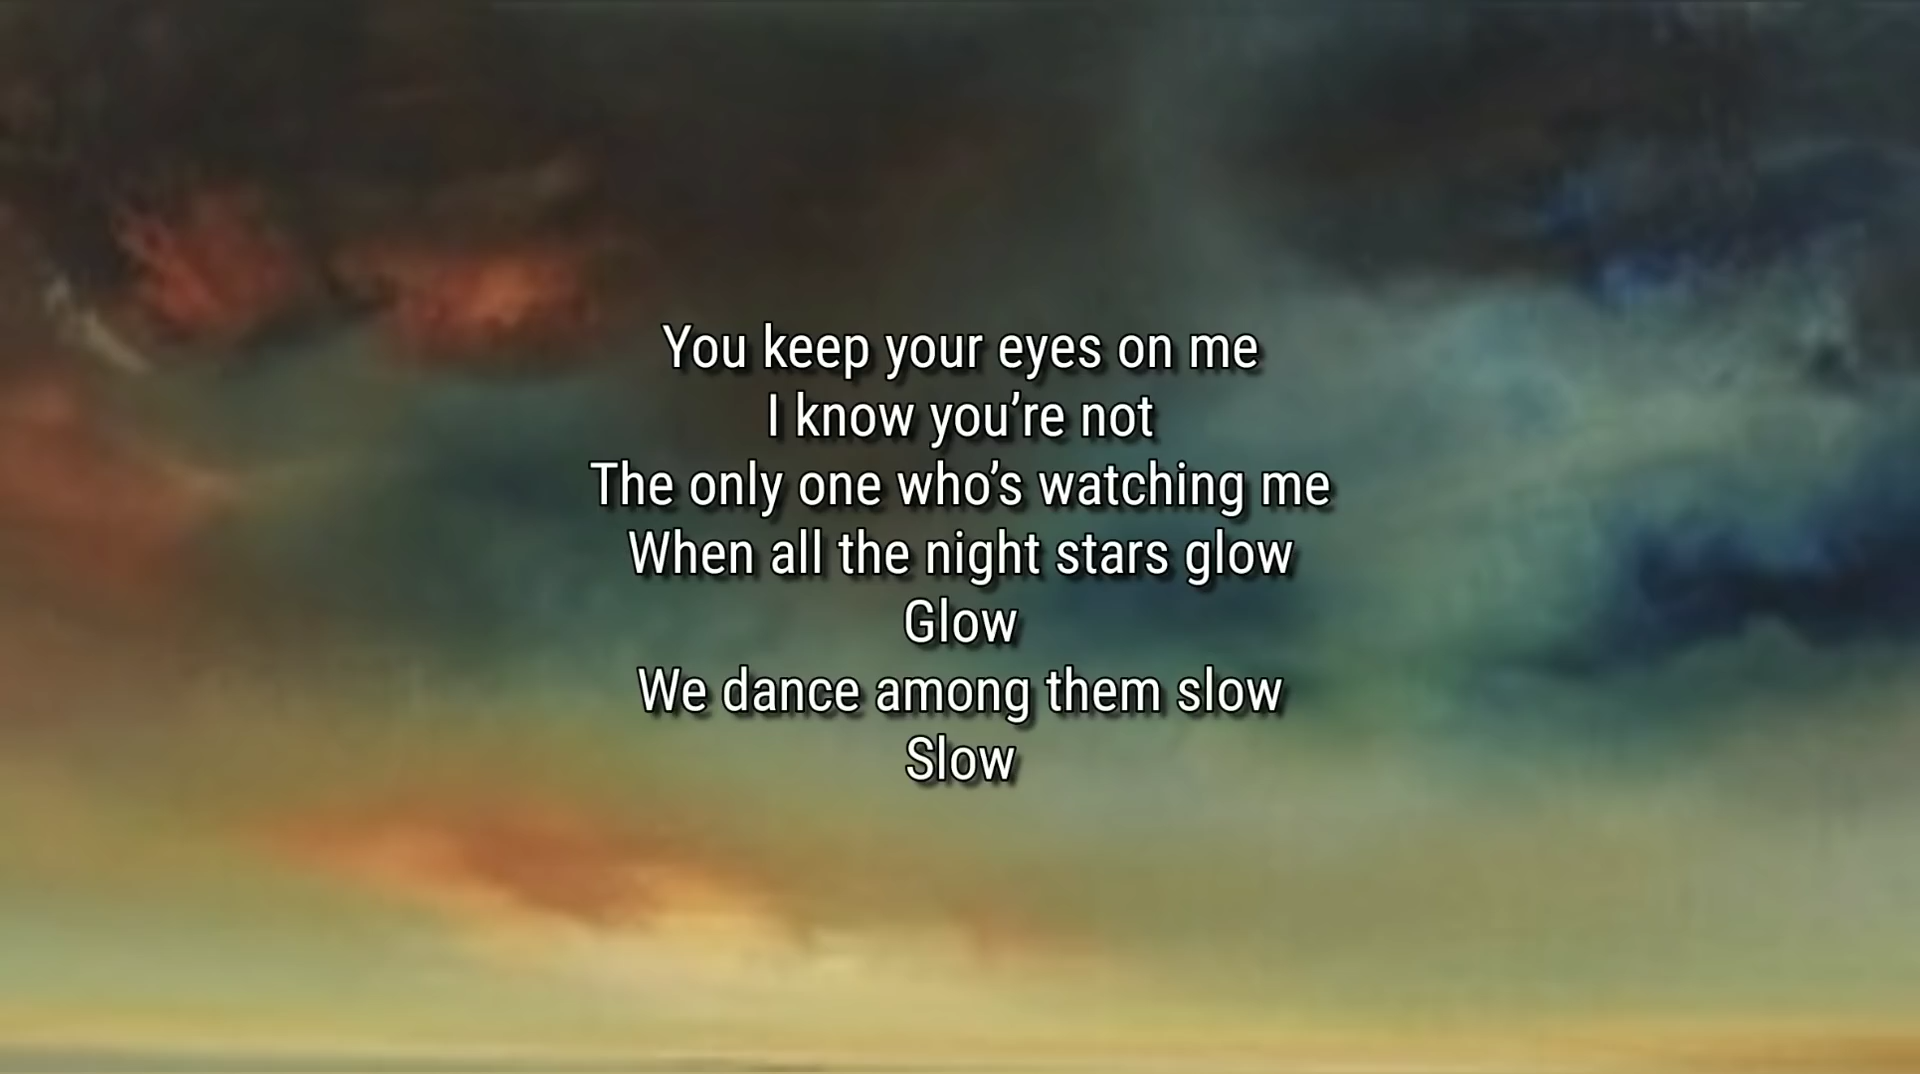 You keep your eyes on me
I know you’re not
The only one who’s watching me
When all the night stars glow
Glow
We dance among them slow
Slow